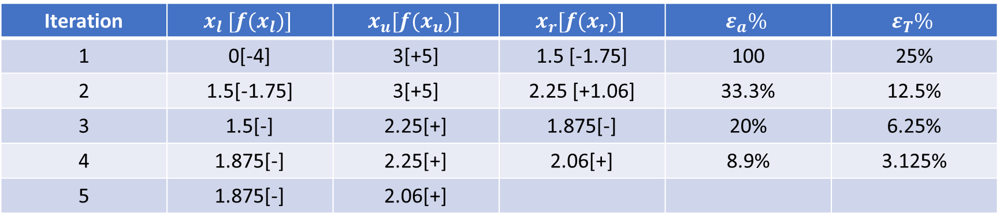 Iteration x_l [f(x_l)] x_u[f(x_u)] x_r[f(x_r)] ε_a% ε_T%
1 0[-4] 3[+5] 1.5 [-1.75] 100 25%
2 1.5[-1.75] 3[+5] 2.25 [+1.06] 33.3% 12.5%
3 1.5[-] 2.25[+] 1.875[-] 20% 6.25%
4 1.875[-] 2.25[+] 2.06[+] 8.9% 3.125%
5 1.875[-] 2.06[+]